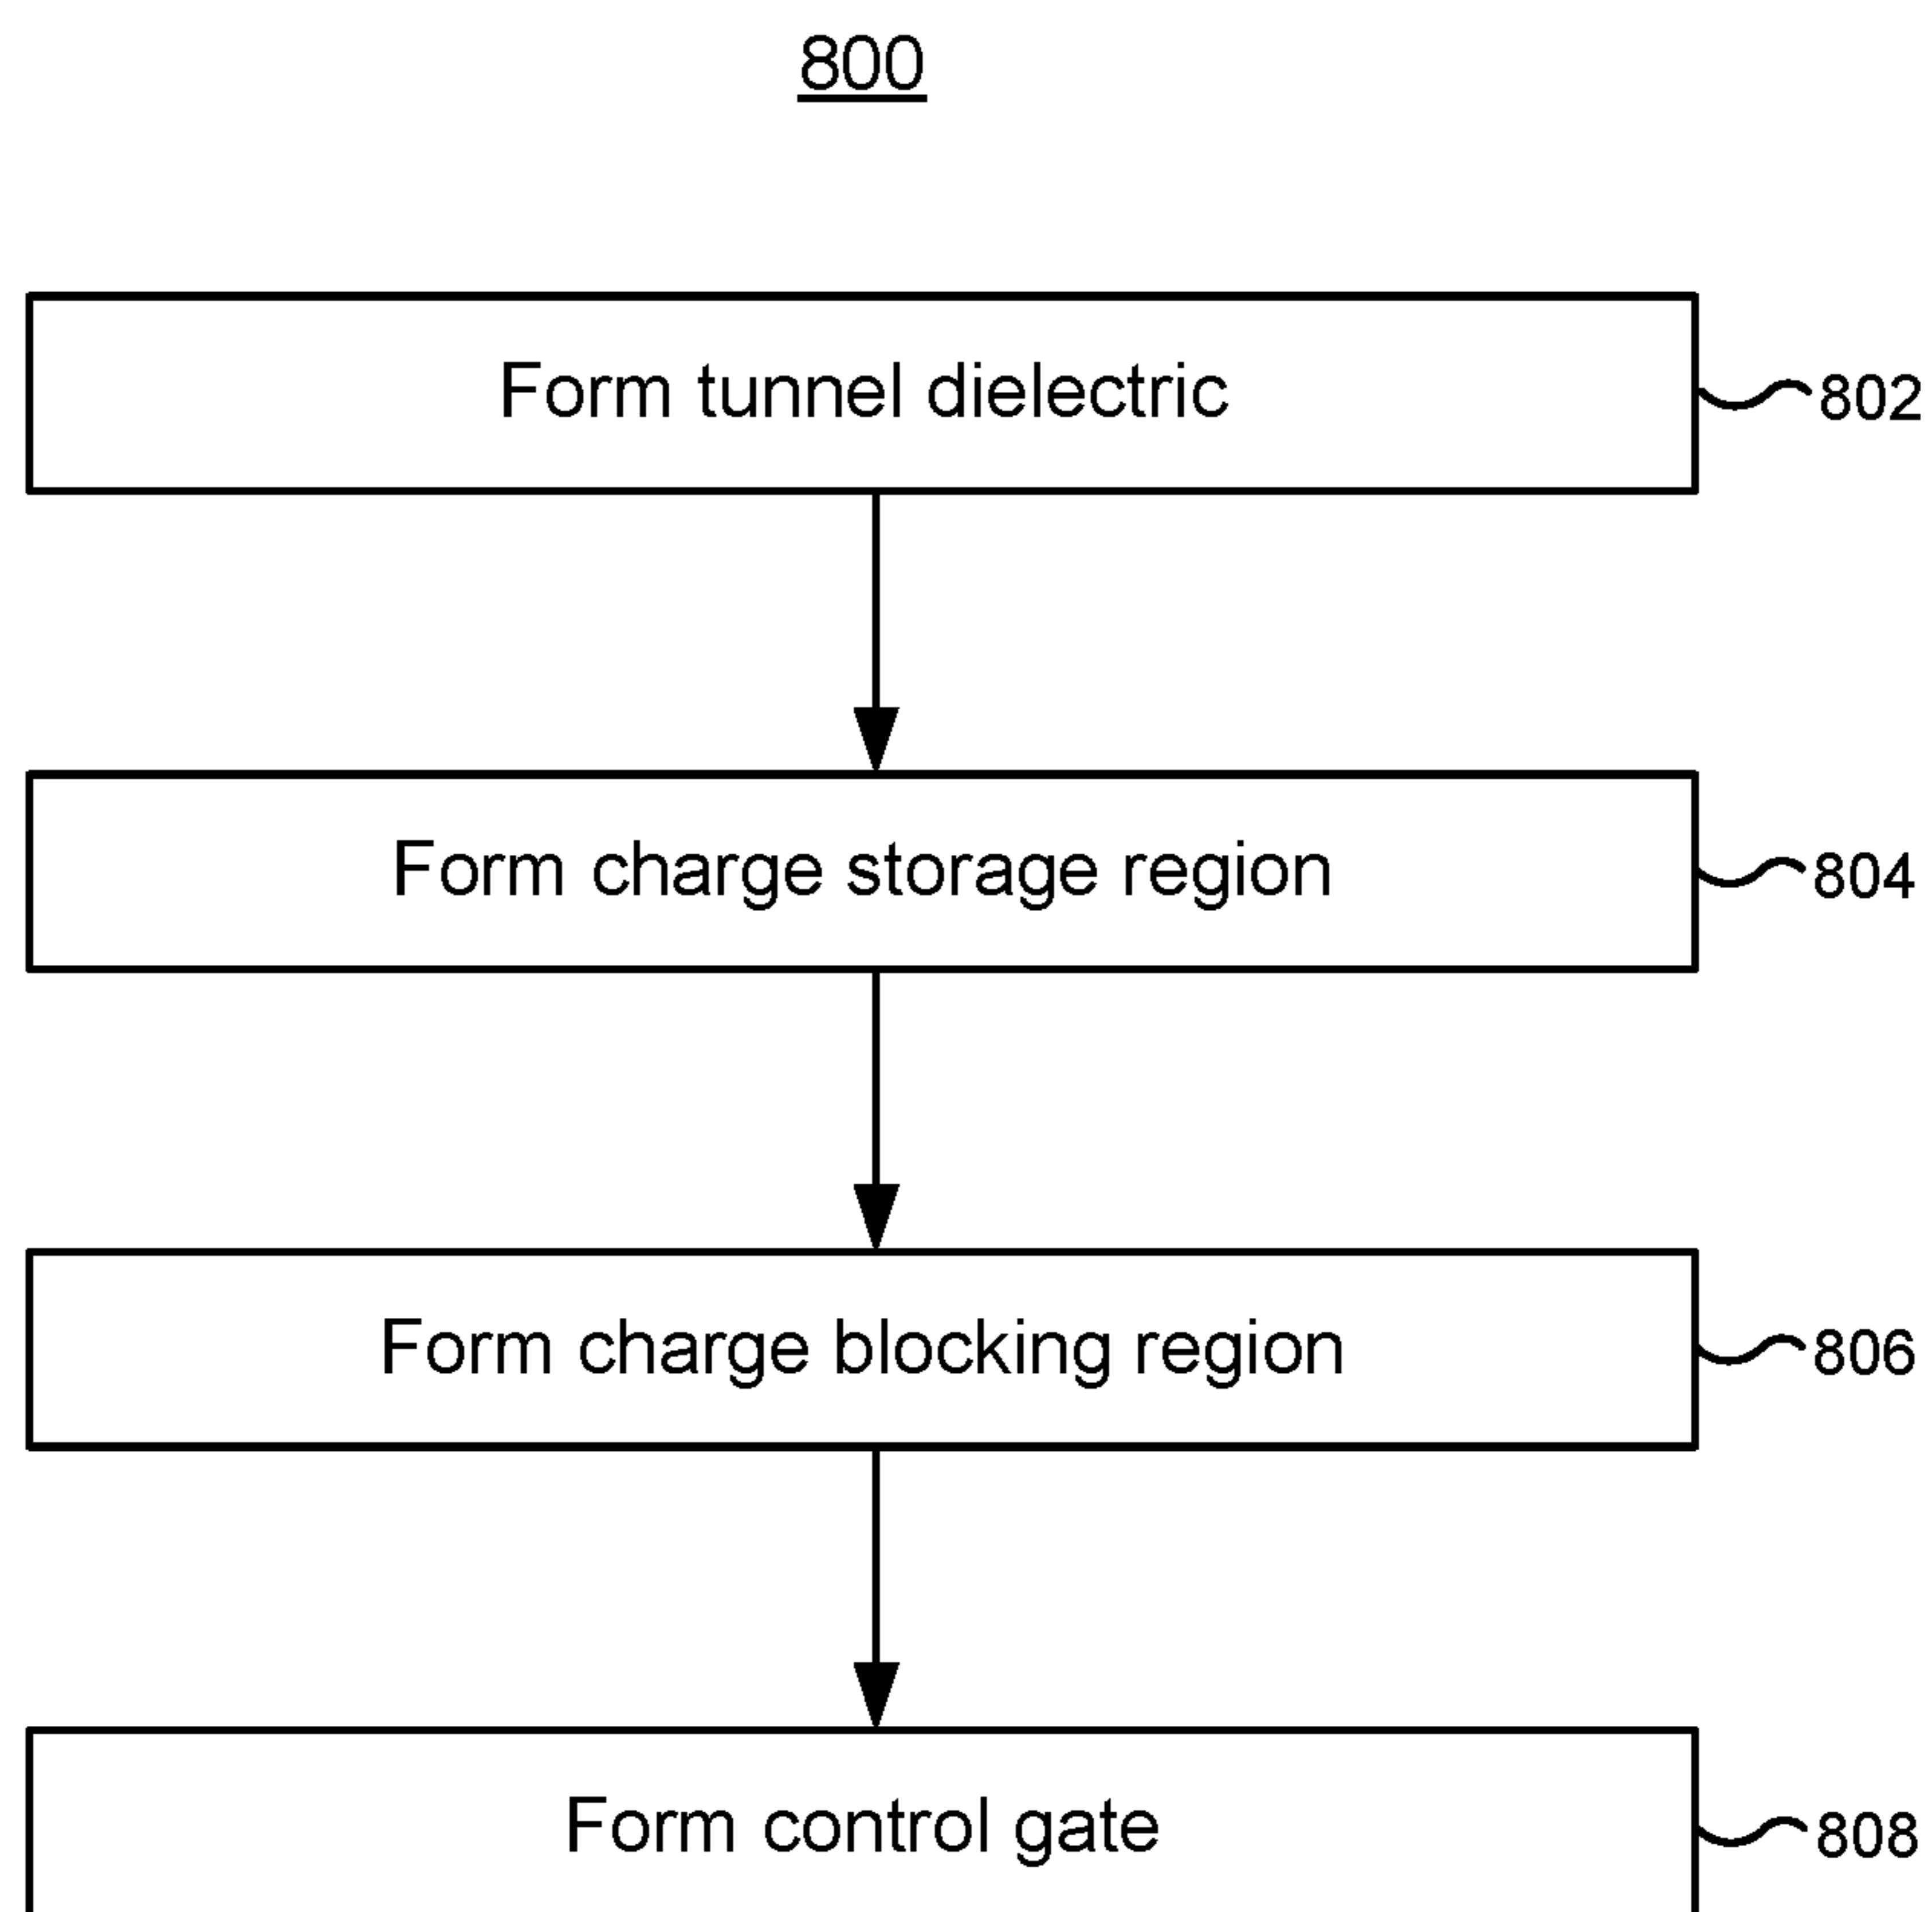 800
Form tunnel dielectric
802
Form charge storage region
804
Form charge blocking region
806
Form control gate
808